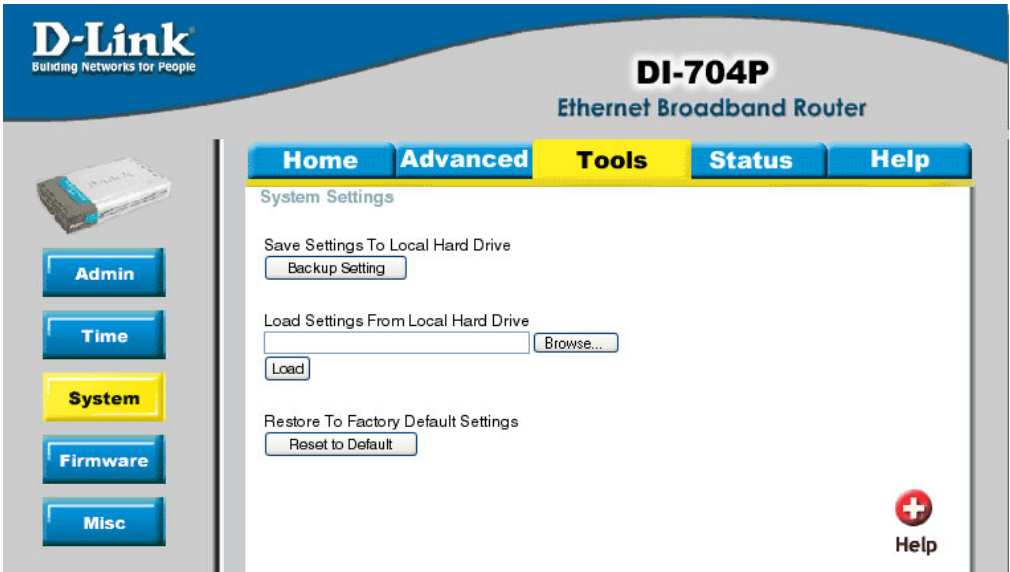 D-Link
Building Networks for People
DI-704P
Ethernet Broadband Router
Home
Advanced
Tools
Status
Help
Admin
Time
System
Firmware
Misc
System Settings
Save Settings To Local Hard Drive
Backup Setting
Load Settings From Local Hard Drive
Browse...
Load
Restore To Factory Default Settings
Reset to Default
Help